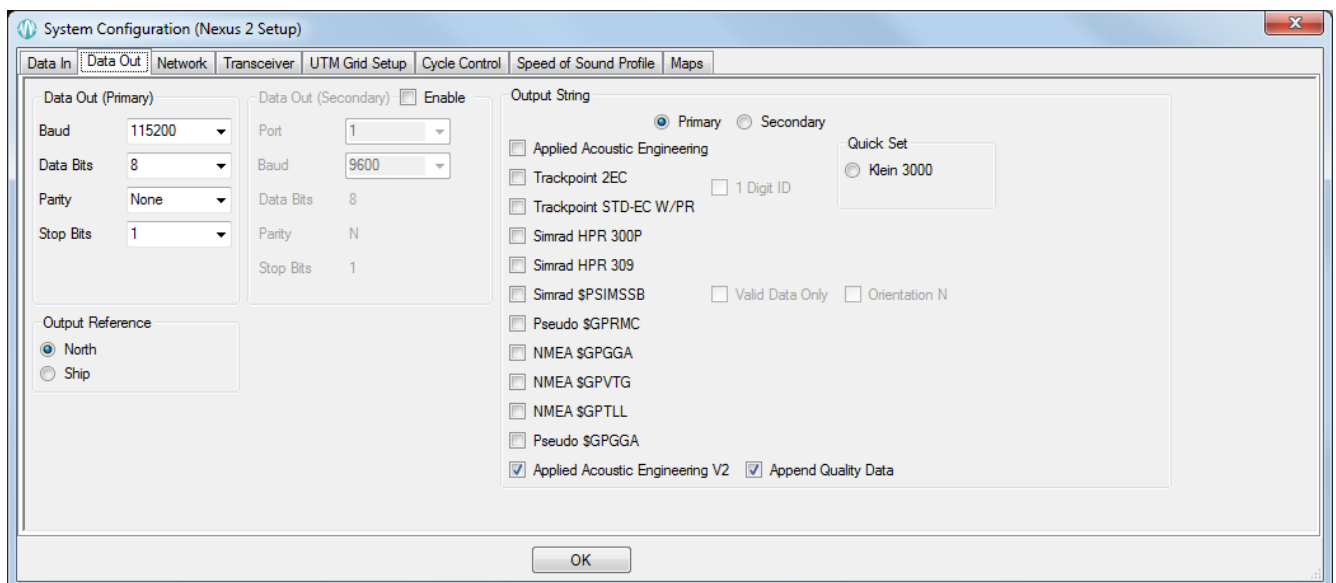 System Configuration (Nexus 2 Setup)
Data In
Data Out
Network
Transceiver
UTM Grid Setup
Cycle Control
Speed of Sound Profile
Maps
Data Out (Primary)
Baud 115200
Data Bits 8
Parity None
Stop Bits 1
Data Out (Secondary) Enable
Port 1
Baud 9600
Data Bits 8
Parity N
Stop Bits 1
Output Reference
North
Ship
Output String
Primary Secondary
Applied Acoustic Engineering
Trackpoint 2EC
1 Digit ID
Trackpoint STD-EC W/PR
Simrad HPR 300P
Simrad HPR 309
Simrad $PSIMSSB Valid Data Only Orientation N
Pseudo $GPRMC
NMEA $GPGGA
NMEA $GPVTG
NMEA $GPTLL
Pseudo $GPGGA
Applied Acoustic Engineering V2 Append Quality Data
Quick Set
Klein 3000
OK